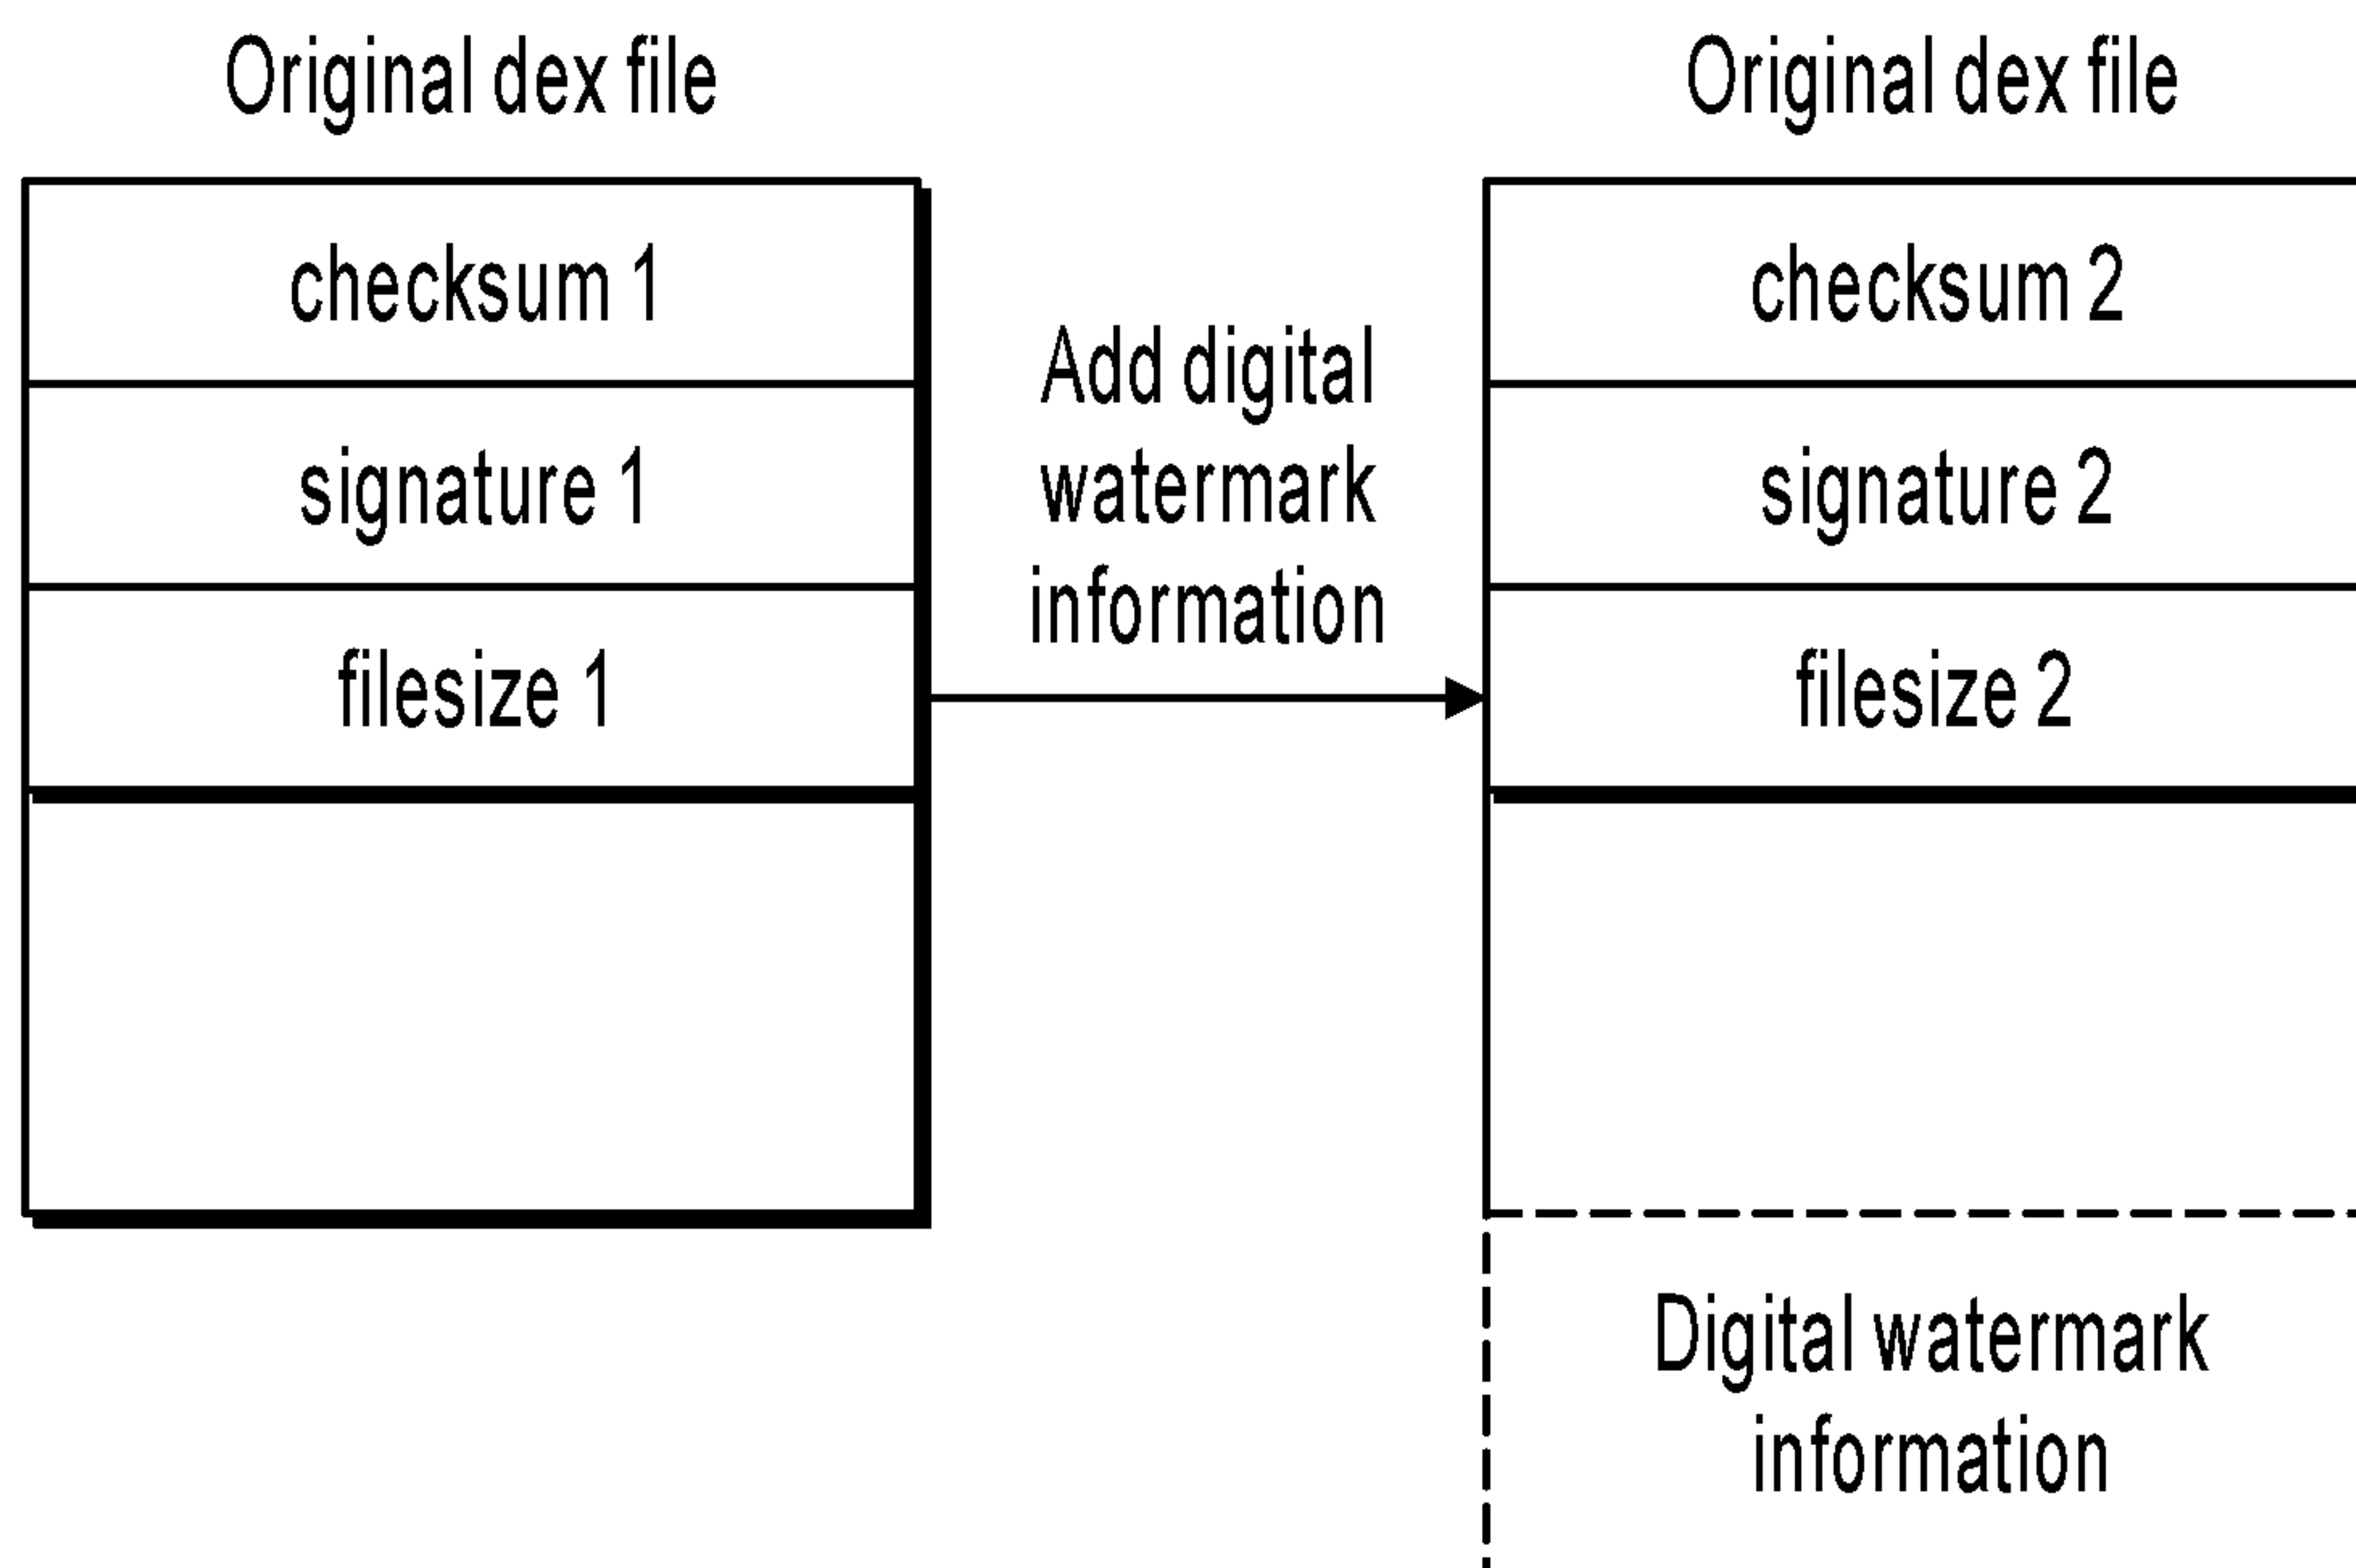 Original dex file
checksum 1
signature 1
filesize 1
Add digital
watermark
information
Original dex file
checksum 2
signature 2
filesize 2
Digital watermark
information